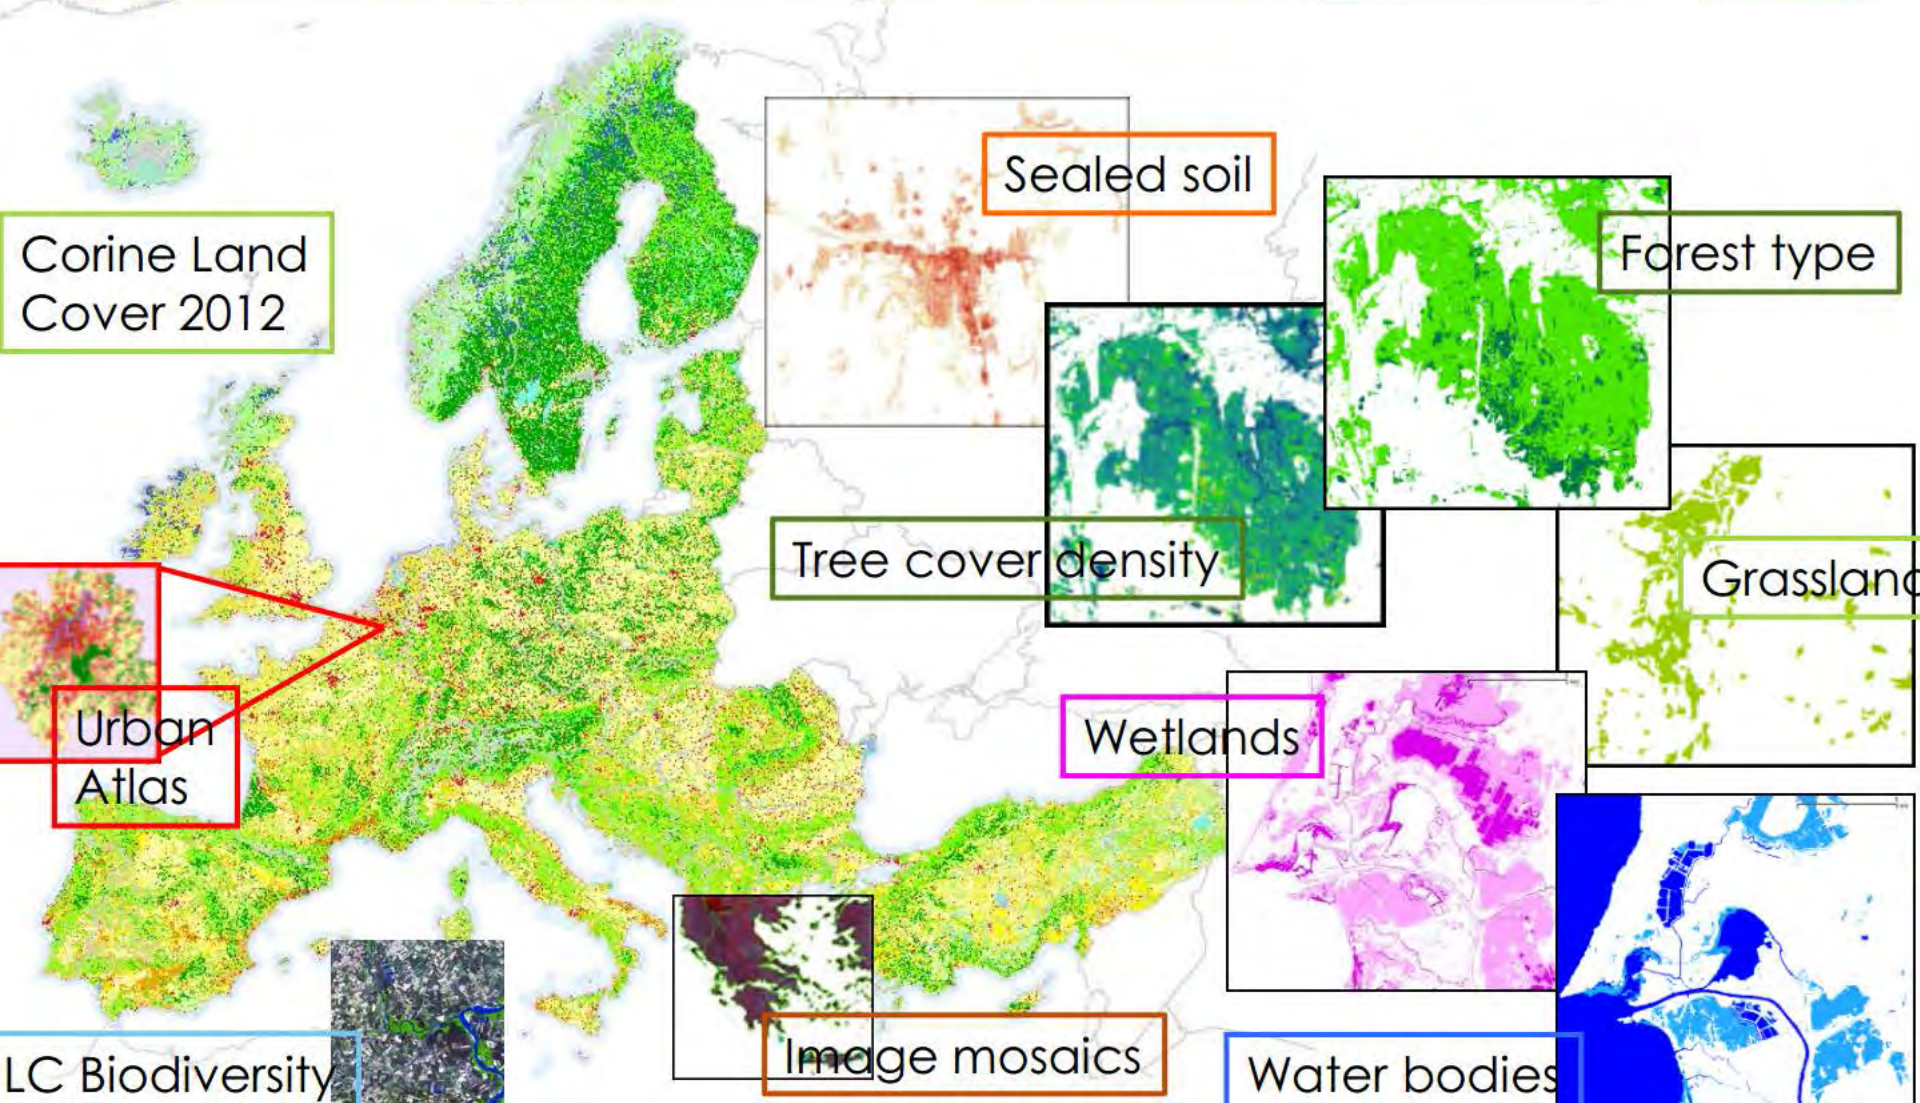 Sealed soil
Forest type
Corine Land
Cover 2012
Tree cover density
Grassland
Urban
Atlas
Wetlands
Image mosaics
LC Biodiversity
Water bodies